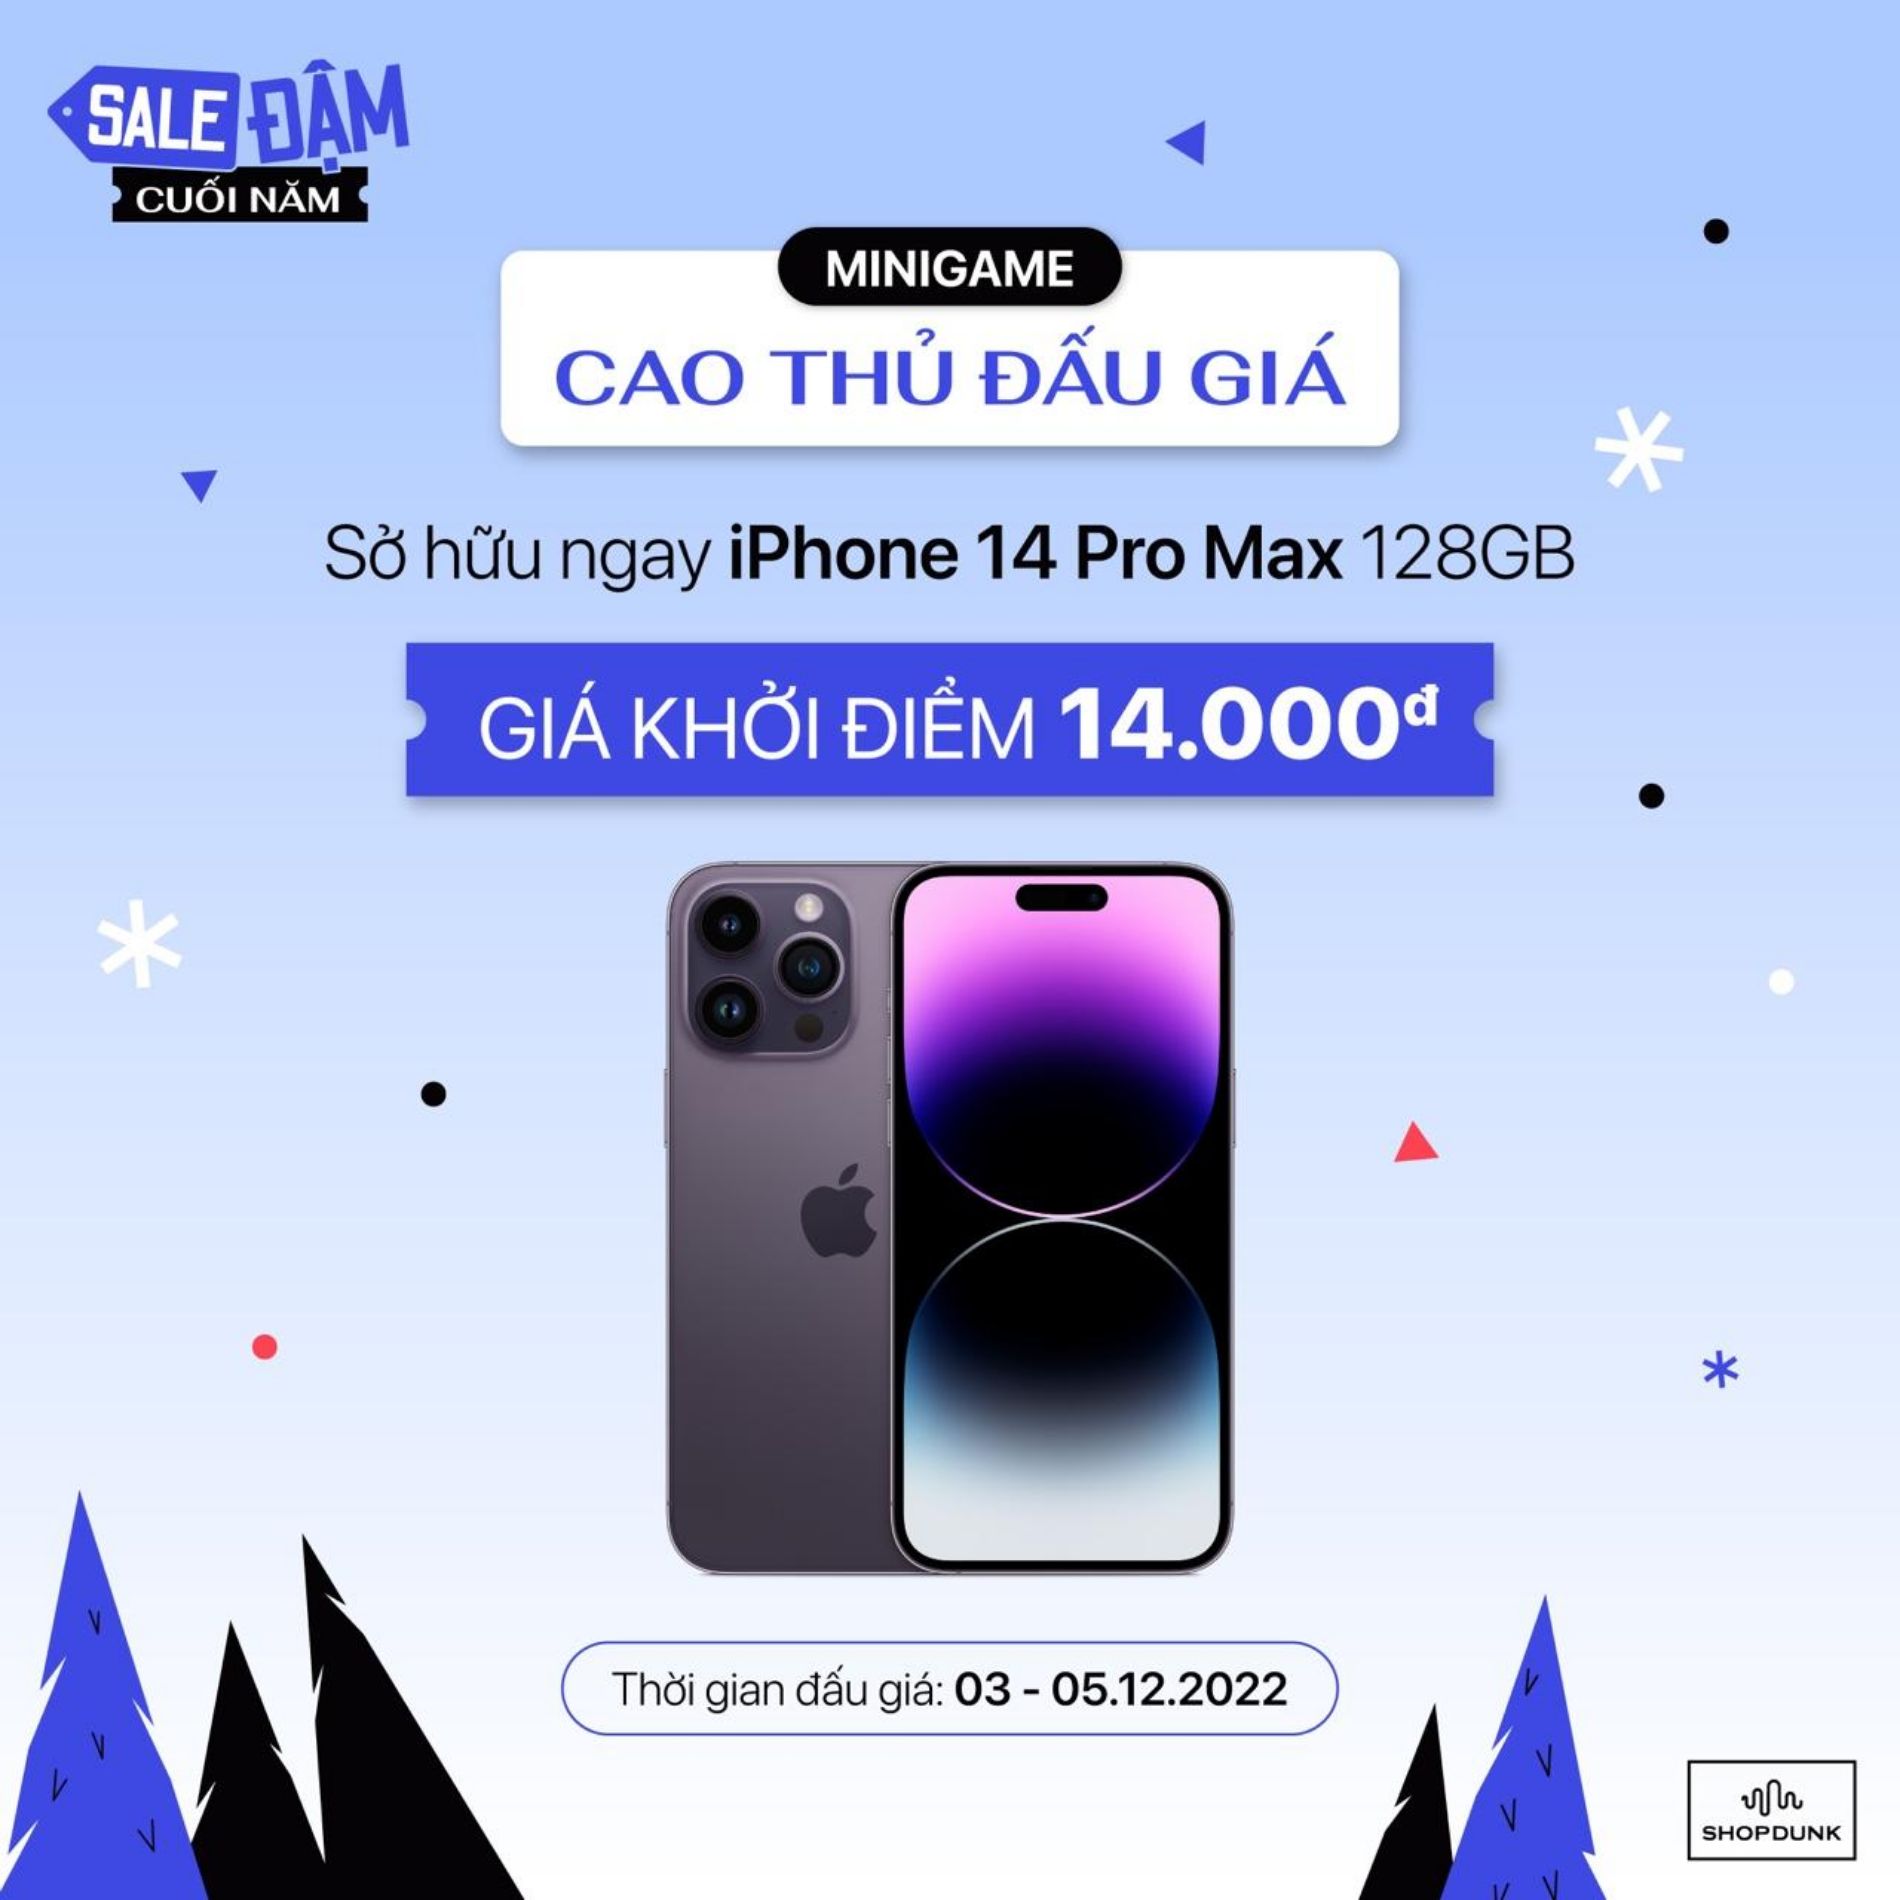 SALE ĐẬM
CUỐI NĂM
MINIGAME
CAO THỦ ĐẤU GIÁ
Sở hữu ngay iPhone 14 Pro Max 128GB
GIÁ KHỞI ĐIỂM 14.000đ
Thời gian đấu giá: 03 - 05.12.2022
SHOPDUNK